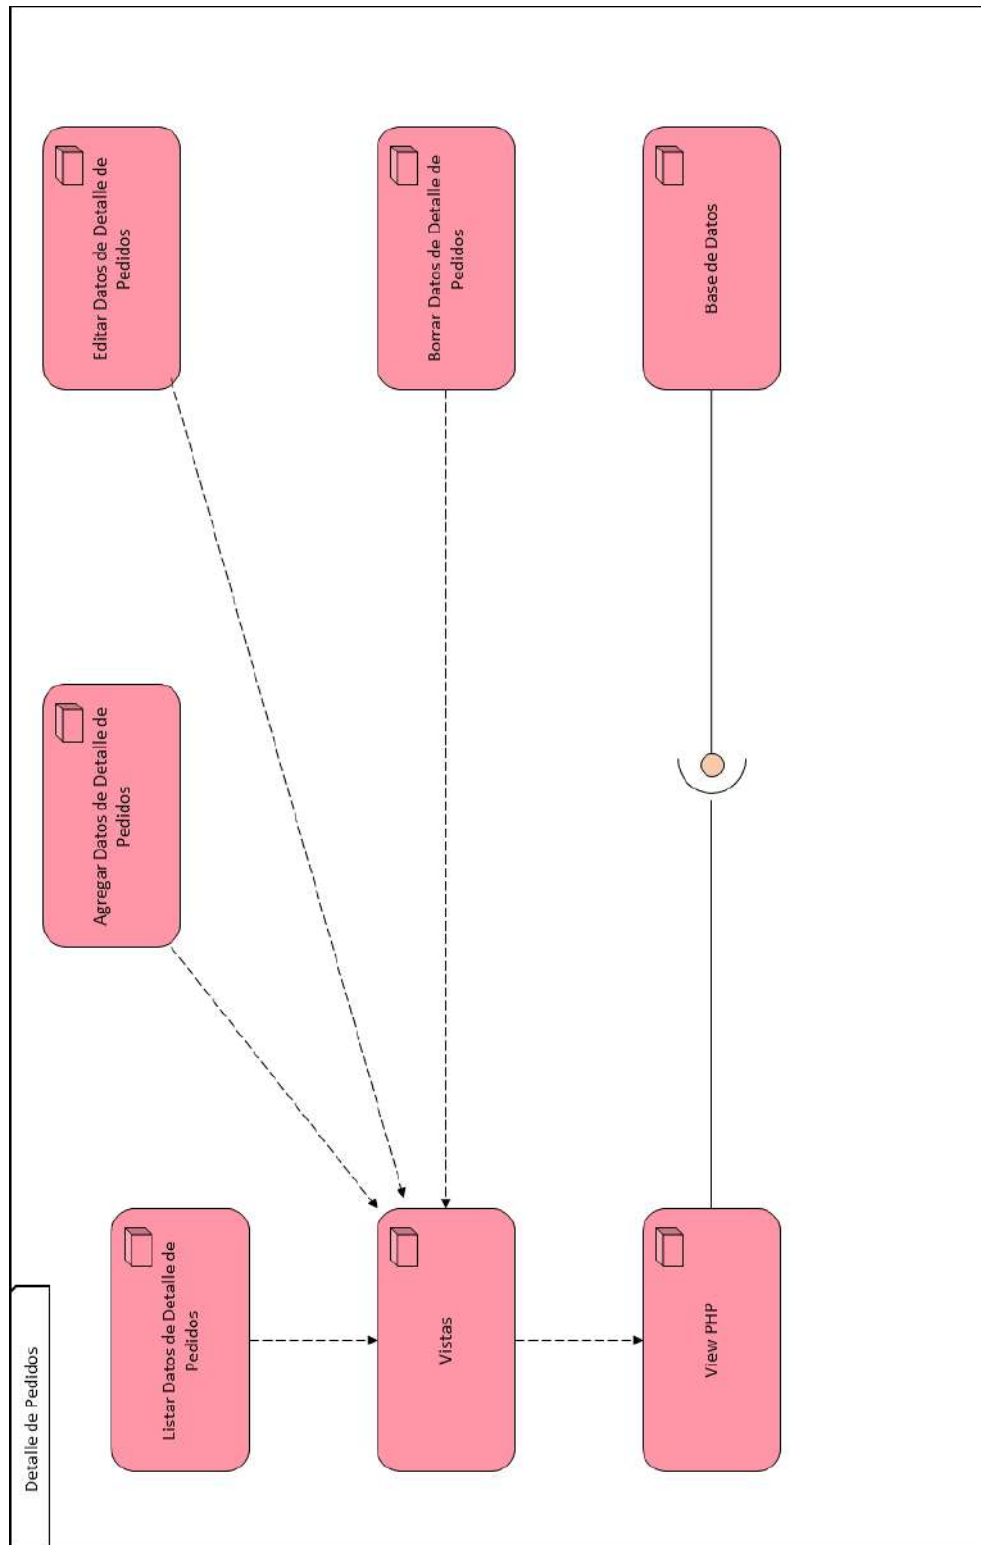 Detalle de Pedidos
Listar Datos de Detalle de
Pedidos
Agregar Datos de Detalle de
Pedidos
Editar Datos de Detalle de
Pedidos
Vistas
Borrar Datos de Detalle de
Pedidos
View PHP
Base de Datos